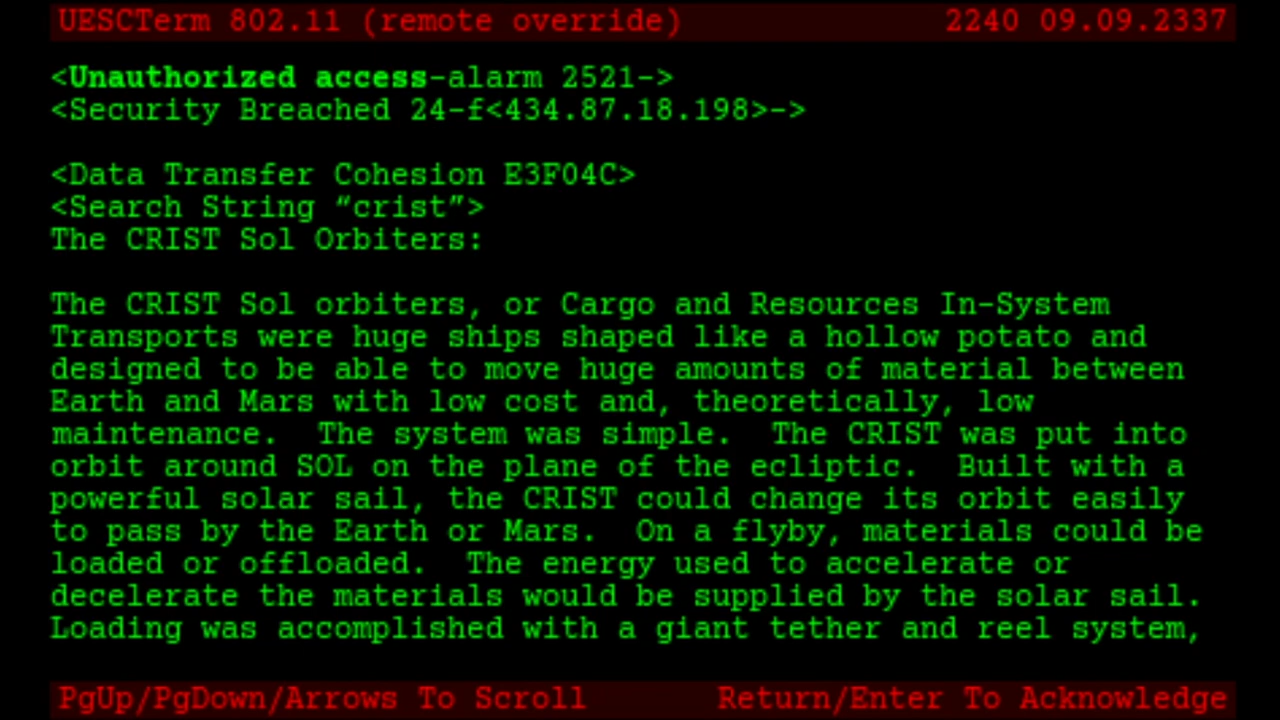 UESCTerm 802.11 (remote override) 2240 09.09.2337
<Unauthorized access-alarm 2521->
<Security Breached 24-f<434.87.18.198>->
<Data Transfer Cohesion E3F04C>
<Search String “crist”>
The CRIST Sol Orbiters:
The CRIST Sol orbiters, or Cargo and Resources In-System
Transports were huge ships shaped like a hollow potato and
designed to be able to move huge amounts of material between
Earth and Mars with low cost and, theoretically, low
maintenance.  The system was simple.  The CRIST was put into
orbit around SOL on the plane of the ecliptic.  Built with a
powerful solar sail, the CRIST could change its orbit easily
to pass by the Earth or Mars.  On a flyby, materials could be
loaded or offloaded.  The energy used to accelerate or
decelerate the materials would be supplied by the solar sail.
Loading was accomplished with a giant tether and reel system,
PgUp/PgDown/Arrows To Scroll Return/Enter To Acknowledge